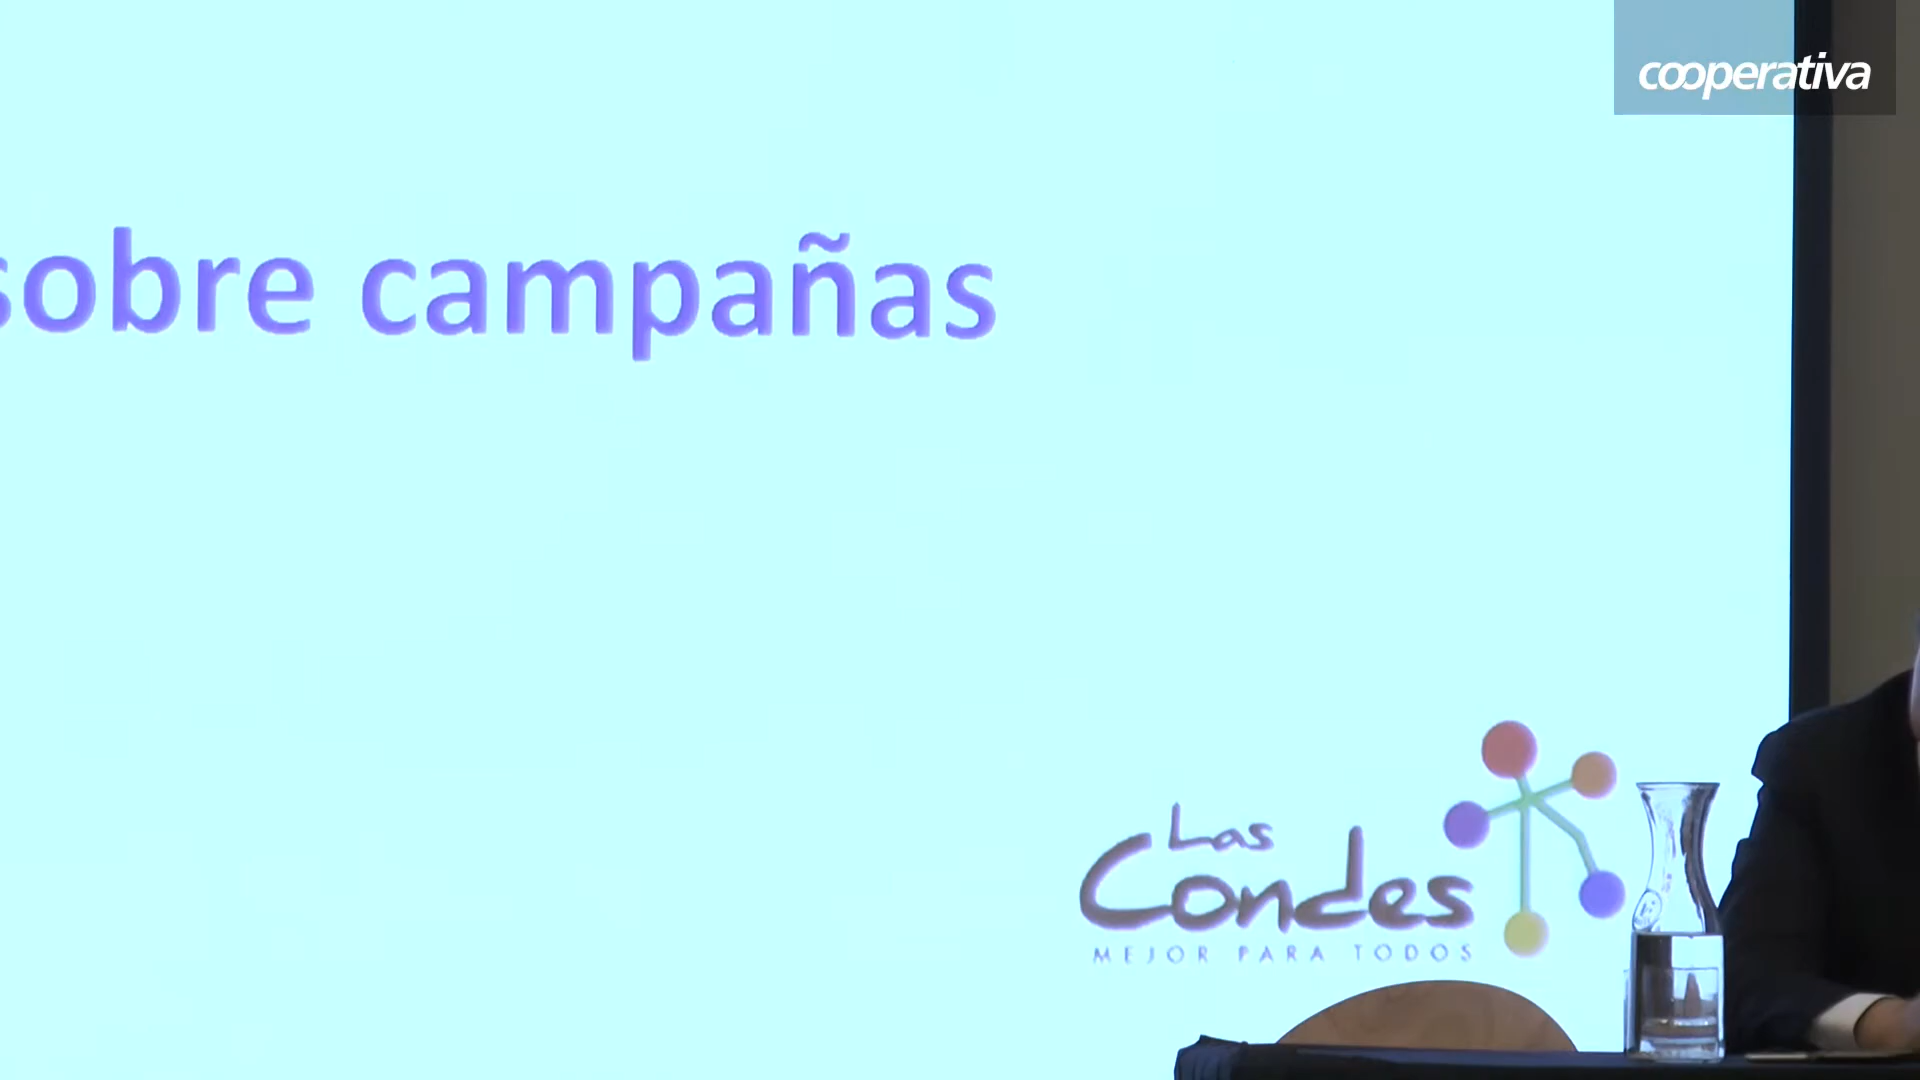 cooperativa
sobre campañas
Las
Condes
MEJOR PARA TODOS